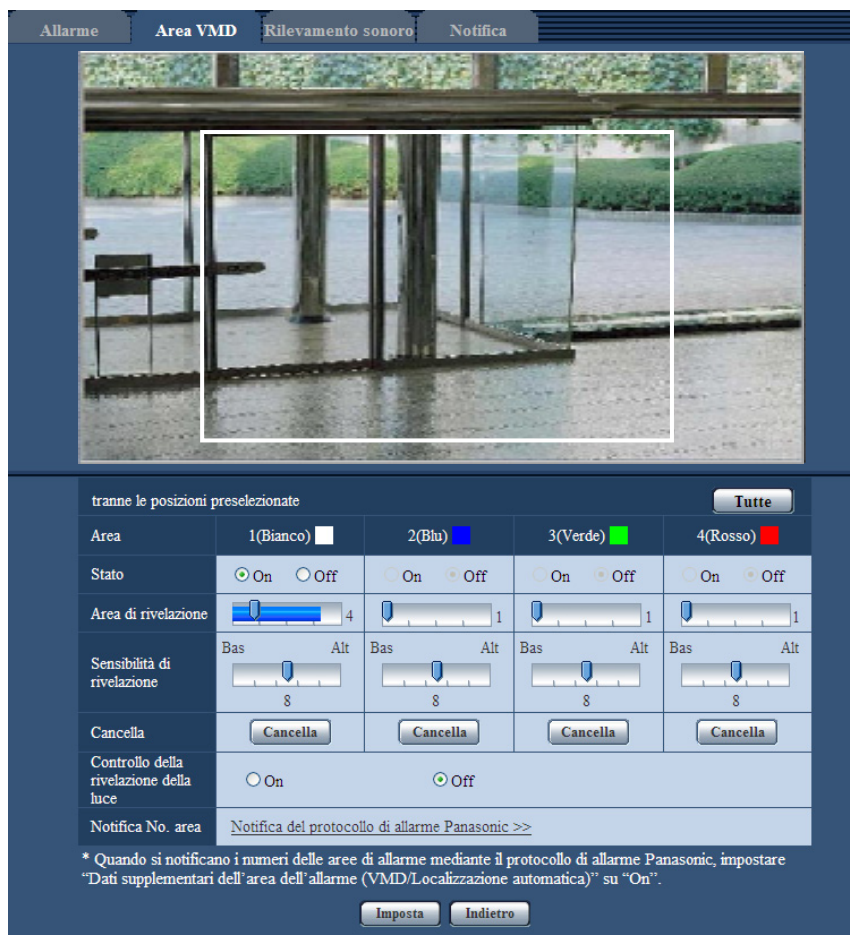 Allarme Area VMD Rilevamento sonoro Notifica
tranne le posizioni preselezionate Tutte
Area 1(Bianco) 2(Blu) 3(Verde) 4(Rosso)
Stato On Off On Off On Off On Off
Area di rivelazione 4 1 1 1
Bas Alt Bas Alt Bas Alt Bas Alt
Sensibilità di
rivelazione
8 8 8 8
Cancella Cancella Cancella Cancella Cancella
Controllo della
rivelazione della
luce
On Off
Notifica No. area Notifica del protocollo di allarme Panasonic >>
* Quando si notificano i numeri delle aree di allarme mediante il protocollo di allarme Panasonic, impostare
“Dati supplementari dell’area dell’allarme (VMD/Localizzazione automatica)” su “On”.
Imposta Indietro